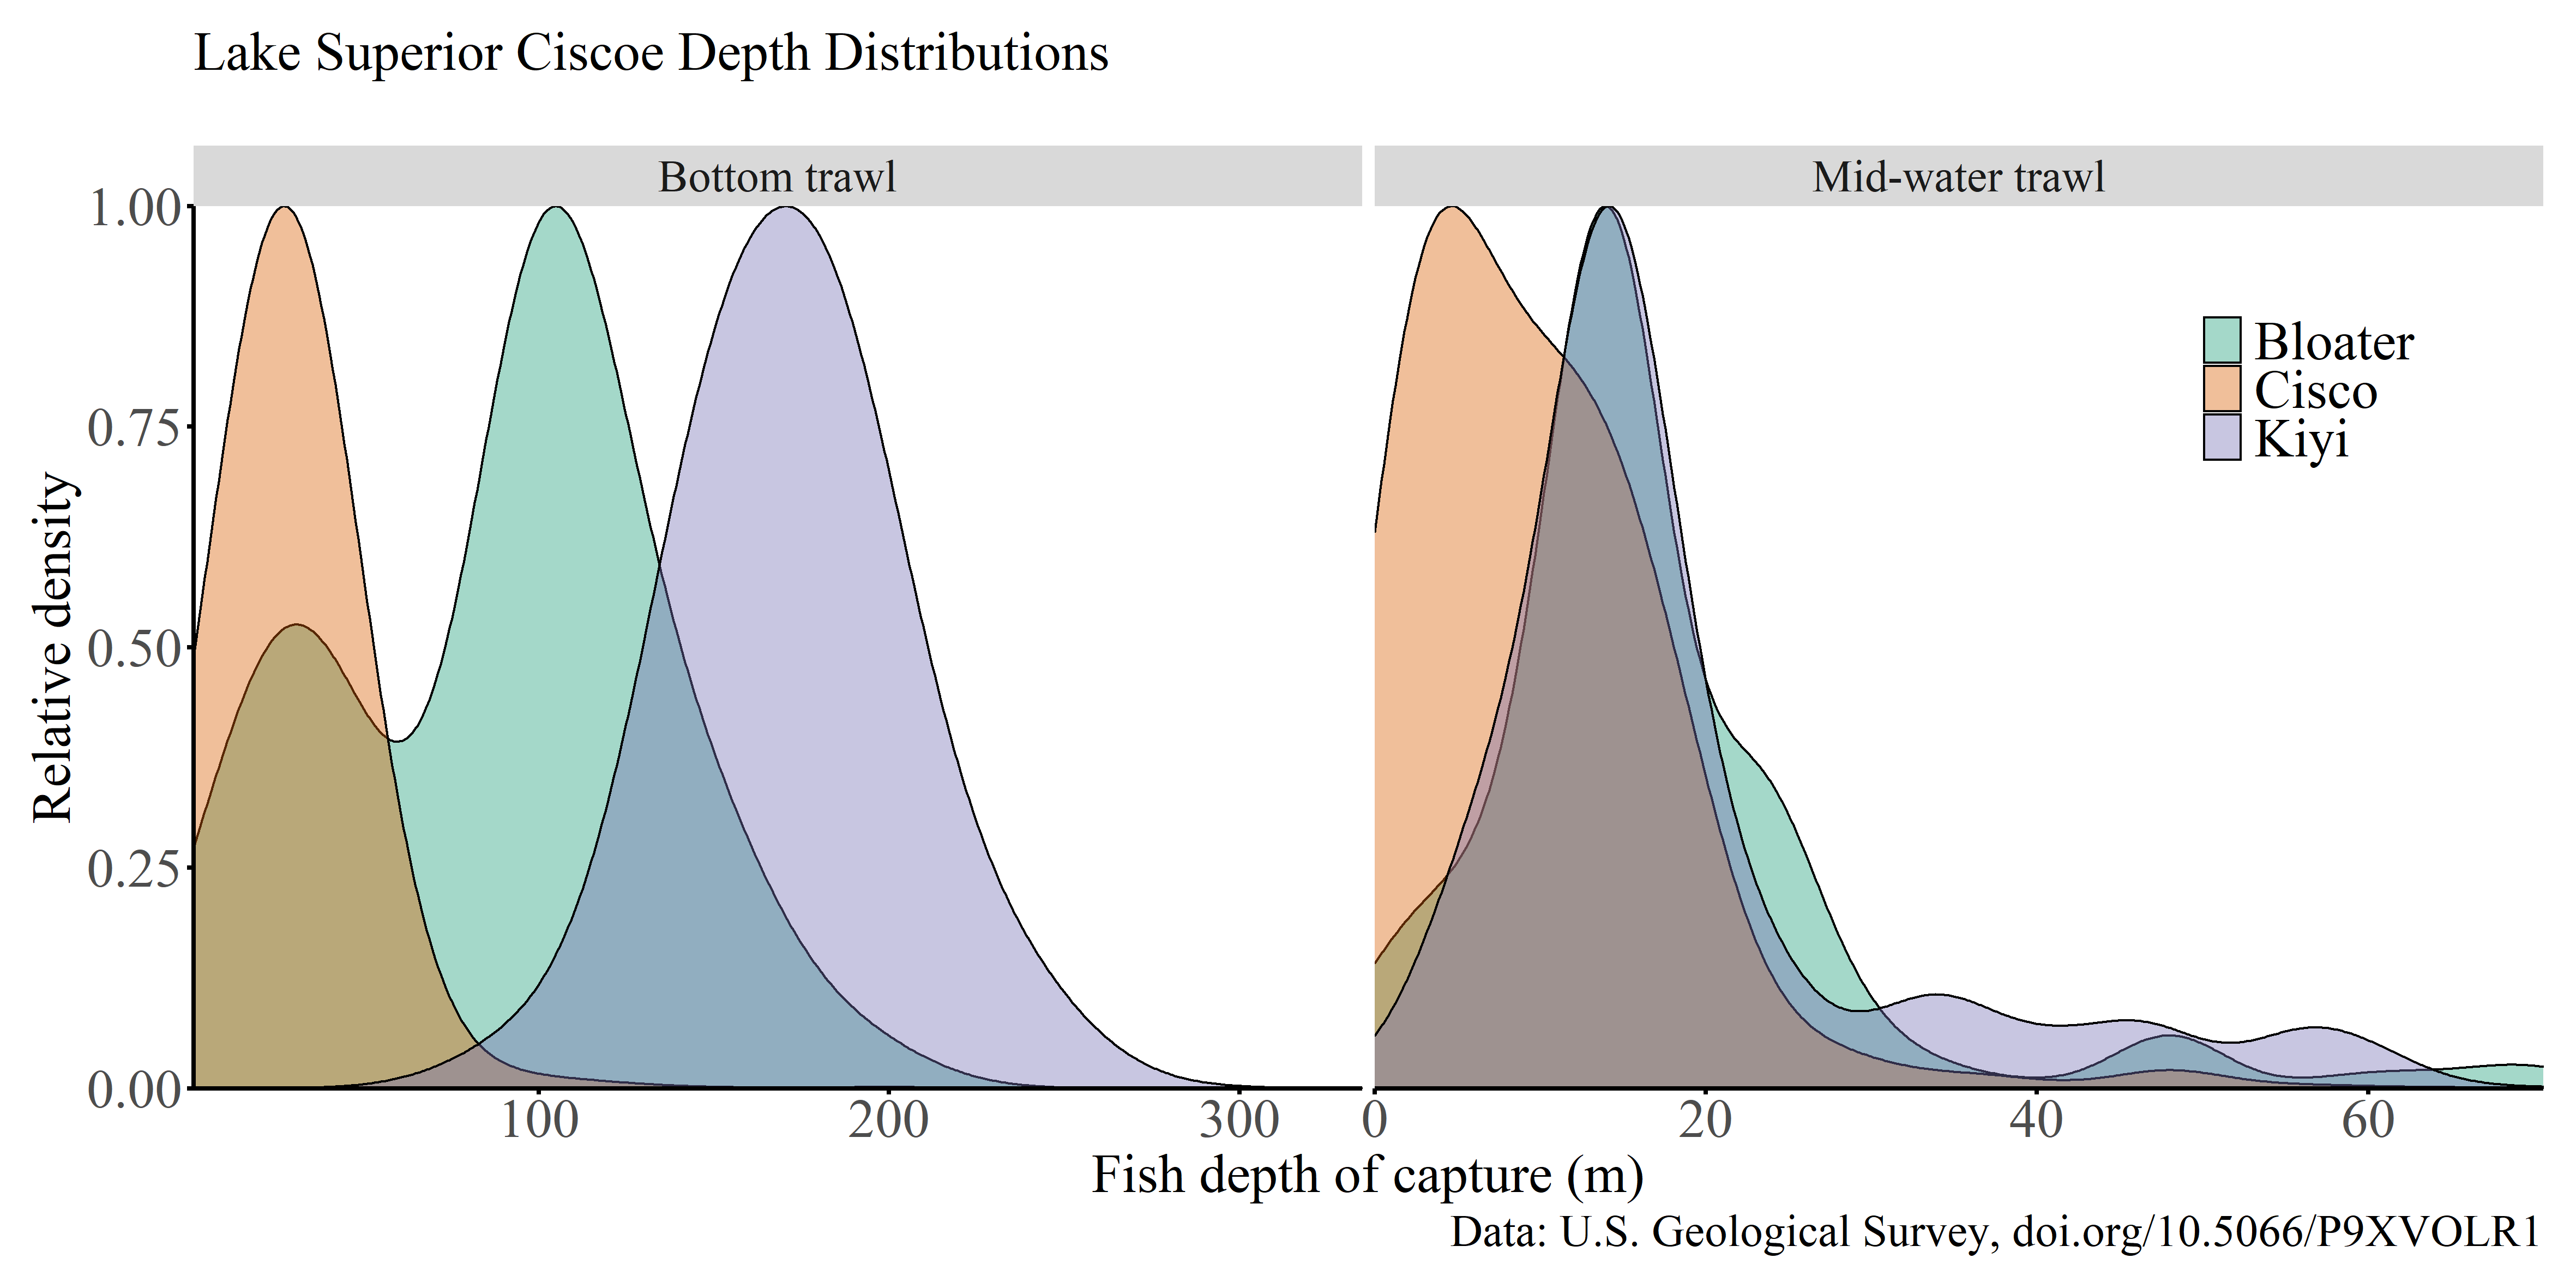 Lake Superior Ciscoe Depth Distributions
Bottom trawl
Mid-water trawl
1.00
0.75
0.50
0.25
0.00
Relative density
Bloater
Cisco
Kiyi
100
200
300
0
20
40
60
Fish depth of capture (m)
Data: U.S. Geological Survey, doi.org/10.5066/P9XVOLR1